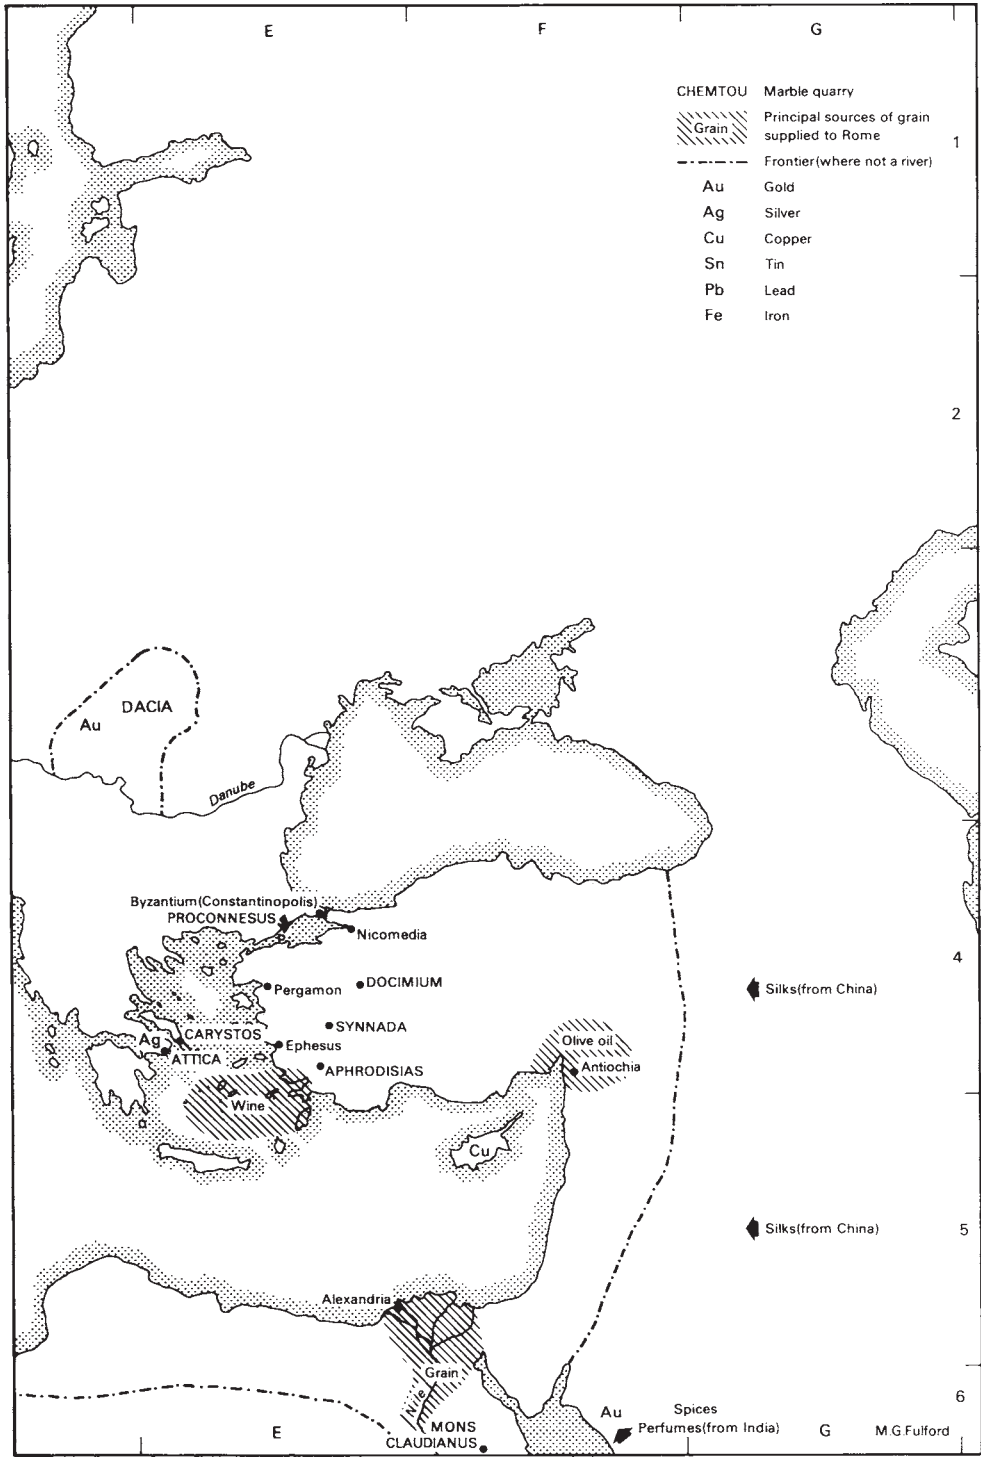 E
F
G
CHEMTOU Marble quarry
Grain Principal sources of grain
supplied to Rome
Frontier(where not a river)
Au Gold
Ag Silver
Cu Copper
Sn Tin
Pb Lead
Fe Iron
1
2
DACIA
Au
Danube
Byzantium(Constantinopolis)
PROCONNESUS
Nicomedia
4
Pergamon
DOCIMIUM
Silks(from China)
SYNNADA
Ag
CARYSTOS
Ephesus
Olive oil
ATTICA
APHRODISIAS
Antiochia
Wine
Cu
Silks(from China)
5
Alexandria
Grain
Nile
6
Au
Spices
Perfumes(from India)
MONS
CLAUDIANUS
E
G
M.G.Fulford